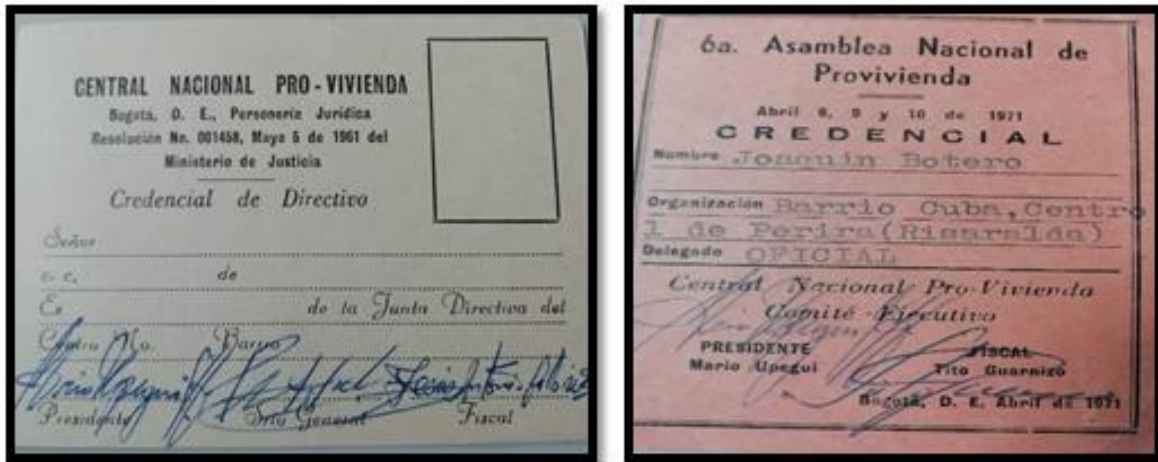 CENTRAL NACIONAL PRO-VIVIENDA
Bogotá, D. E., Personería Jurídica
Resolución No. 001458, Mayo 5 de 1961 del
Ministerio de Justicia
Credencial de Directivo
Señor
c. c. de
Es de la Junta Directiva del
Centro No. Barrio
Presidente Srio General Fiscal
6a. Asamblea Nacional de
Provivienda
Abril 8, 9 y 10 de 1971
CREDENCIAL
Nombre Joaquin Botero
Organización Barrio Cuba, Centro
1 de Perira (Risaralda)
Delegado OFICIAL
Central Nacional Pro-Vivienda
Comité Ejecutivo
PRESIDENTE FISCAL
Mario Upegui Tito Guarnizo
Bogotá, D. E. Abril de 1971